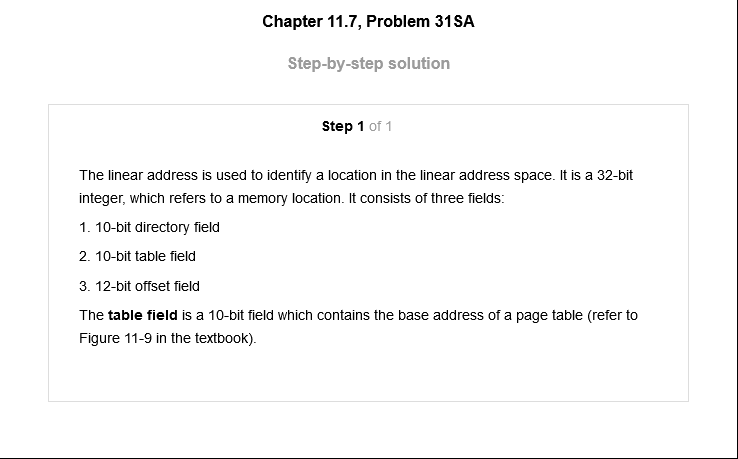 Chapter 11.7, Problem 31SA
Step-by-step solution
Step 1 of 1
The linear address is used to identify a location in the linear address space. It is a 32-bit
integer, which refers to a memory location. It consists of three fields:
1. 10-bit directory field
2. 10-bit table field
3. 12-bit offset field
The table field is a 10-bit field which contains the base address of a page table (refer to
Figure 11-9 in the textbook).